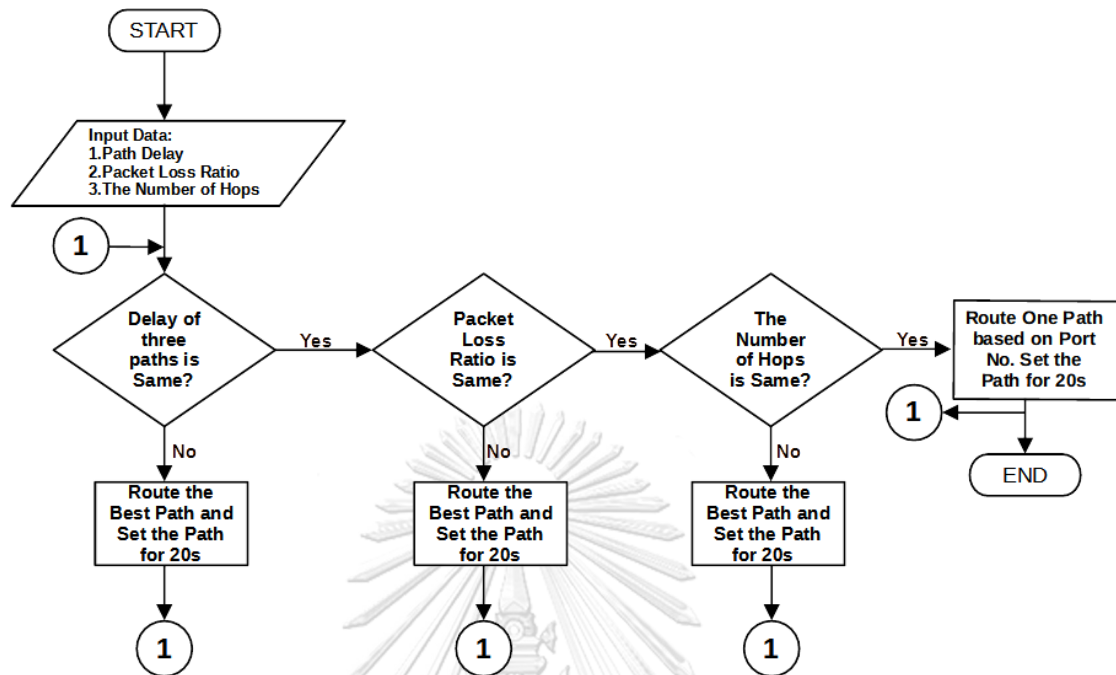 START
Input Data:
1.Path Delay
2.Packet Loss Ratio
3.The Number of Hops
1
Delay of
three
paths is
Same?
Yes
Packet
Loss
Ratio is
Same?
Yes
The
Number
of Hops
is Same?
Yes
Route One Path
based on Port
No. Set the
Path for 20s
1
END
No
Route the
Best Path and
Set the Path
for 20s
1
No
Route the
Best Path and
Set the Path
for 20s
1
No
Route the
Best Path and
Set the Path
for 20s
1